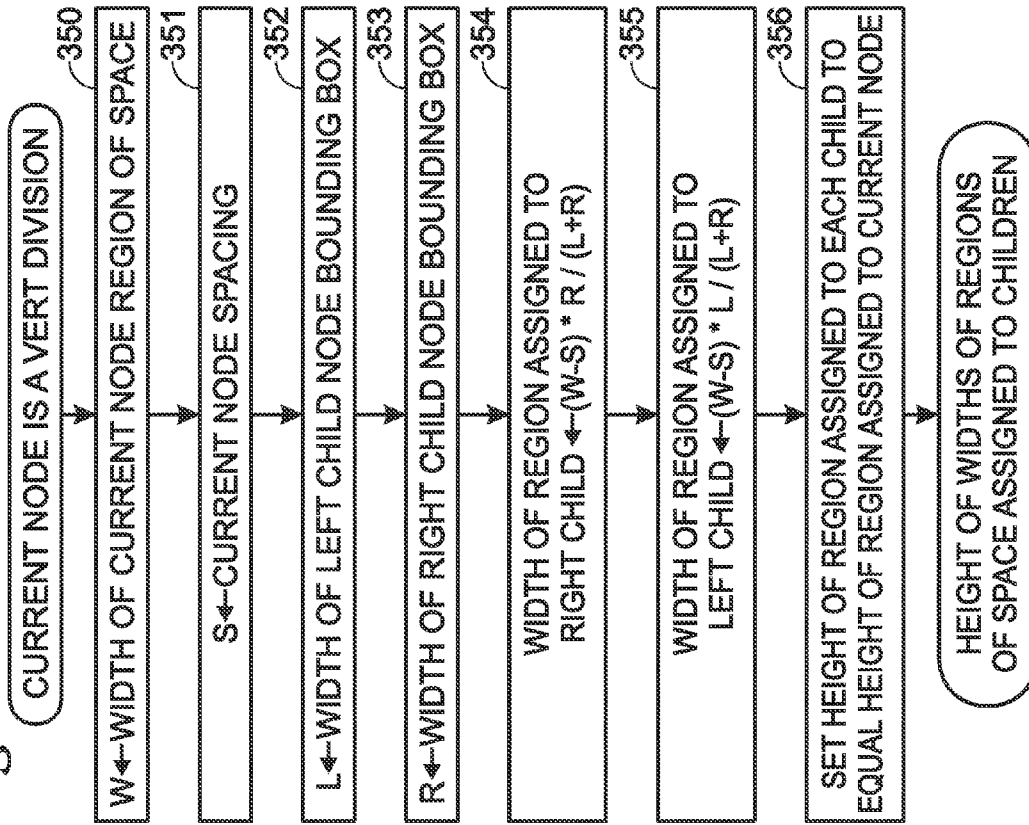 CURRENT NODE IS A VERT DIVISION
350
W←WIDTH OF CURRENT NODE REGION OF SPACE
351
S←CURRENT NODE SPACING
352
L←WIDTH OF LEFT CHILD NODE BOUNDING BOX
353
R←WIDTH OF RIGHT CHILD NODE BOUNDING BOX
354
WIDTH OF REGION ASSIGNED TO
RIGHT CHILD ←(W-S) * R / (L+R)
355
WIDTH OF REGION ASSIGNED TO
LEFT CHILD ←(W-S) * L / (L+R)
356
SET HEIGHT OF REGION ASSIGNED TO EACH CHILD TO
EQUAL HEIGHT OF REGION ASSIGNED TO CURRENT NODE
HEIGHT OF WIDTHS OF REGIONS
OF SPACE ASSIGNED TO CHILDREN